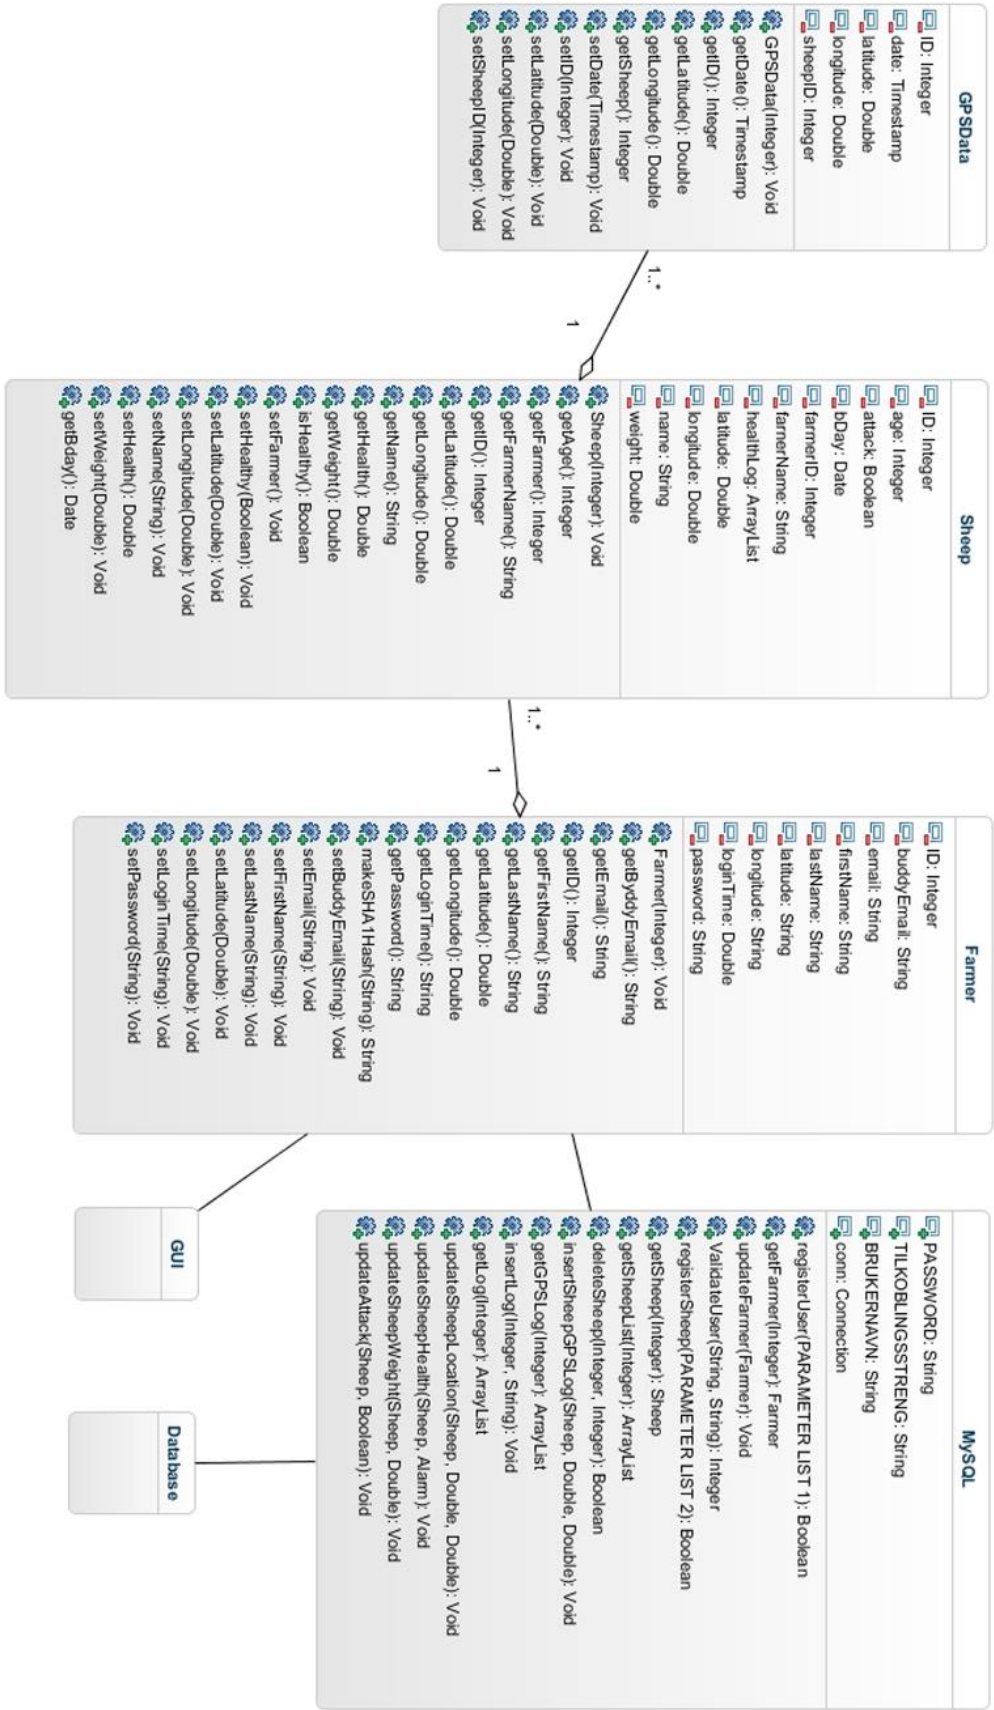 GPSData
ID: Integer
date: Timestamp
latitude: Double
longitude: Double
sheepID: Integer
GPSData(Integer): Void
getDate(): Timestamp
getID(): Integer
getLatitude(): Double
getLongitude(): Double
getSheep(): Integer
setDate(Timestamp): Void
setID(Integer): Void
setLatitude(Double): Void
setLongitude(Double): Void
setSheepID(Integer): Void
1..*
1
Sheep
ID: Integer
age: Integer
attack: Boolean
bDay: Date
farmerID: Integer
farmerName: String
healthLog: ArrayList
latitude: Double
longitude: Double
name: String
weight: Double
Sheep(Integer): Void
getAge(): Integer
getFarmer(): Integer
getFarmerName(): String
getID(): Integer
getLatitude(): Double
getLongitude(): Double
getName(): String
getHealth(): Double
getWeight(): Double
isHealthy(): Boolean
setFarmer(): Void
setHealthy(Boolean): Void
setLatitude(Double): Void
setLongitude(Double): Void
setName(String): Void
setHealth(): Double
setWeight(Double): Void
getBday(): Date
1..*
1
Farmer
ID: Integer
buddyEmail: String
email: String
firstName: String
lastName: String
latitude: String
longitude: String
loginTime: Double
password: String
Farmer(Integer): Void
getByddyEmail(): String
getEmail(): String
getID(): Integer
getFirstName(): String
getLastName(): String
getLatitude(): Double
getLongitude(): Double
getLoginTime(): String
getPassword(): String
makeSHA1Hash(String): String
setBuddyEmail(String): Void
setEmail(String): Void
setFirstName(String): Void
setLastName(String): Void
setLatitude(Double): Void
setLongitude(Double): Void
setLoginTime(String): Void
setPassword(String): Void
MySQL
PASSWORD: String
TILKOBLINGSSTRENG: String
BRUKERNAVN: String
conn: Connection
registerUser(PARAMETER LIST 1): Boolean
getFarmer(Integer): Farmer
updateFarmer(Farmer): Void
ValidateUser(String, String): Integer
registerSheep(PARAMETER LIST 2): Boolean
getSheep(Integer): Sheep
getSheepList(Integer): ArrayList
deleteSheep(Integer, Integer): Boolean
insertSheepGPSLog(Sheep, Double, Double): Void
getGPSLog(Integer): ArrayList
insertLog(Integer, String): Void
getLog(Integer): ArrayList
updateSheepLocation(Sheep, Double, Double): Void
updateSheepHealth(Sheep, Alarm): Void
updateSheepWeight(Sheep, Double): Void
updateAttack(Sheep, Boolean): Void
GUI
Database